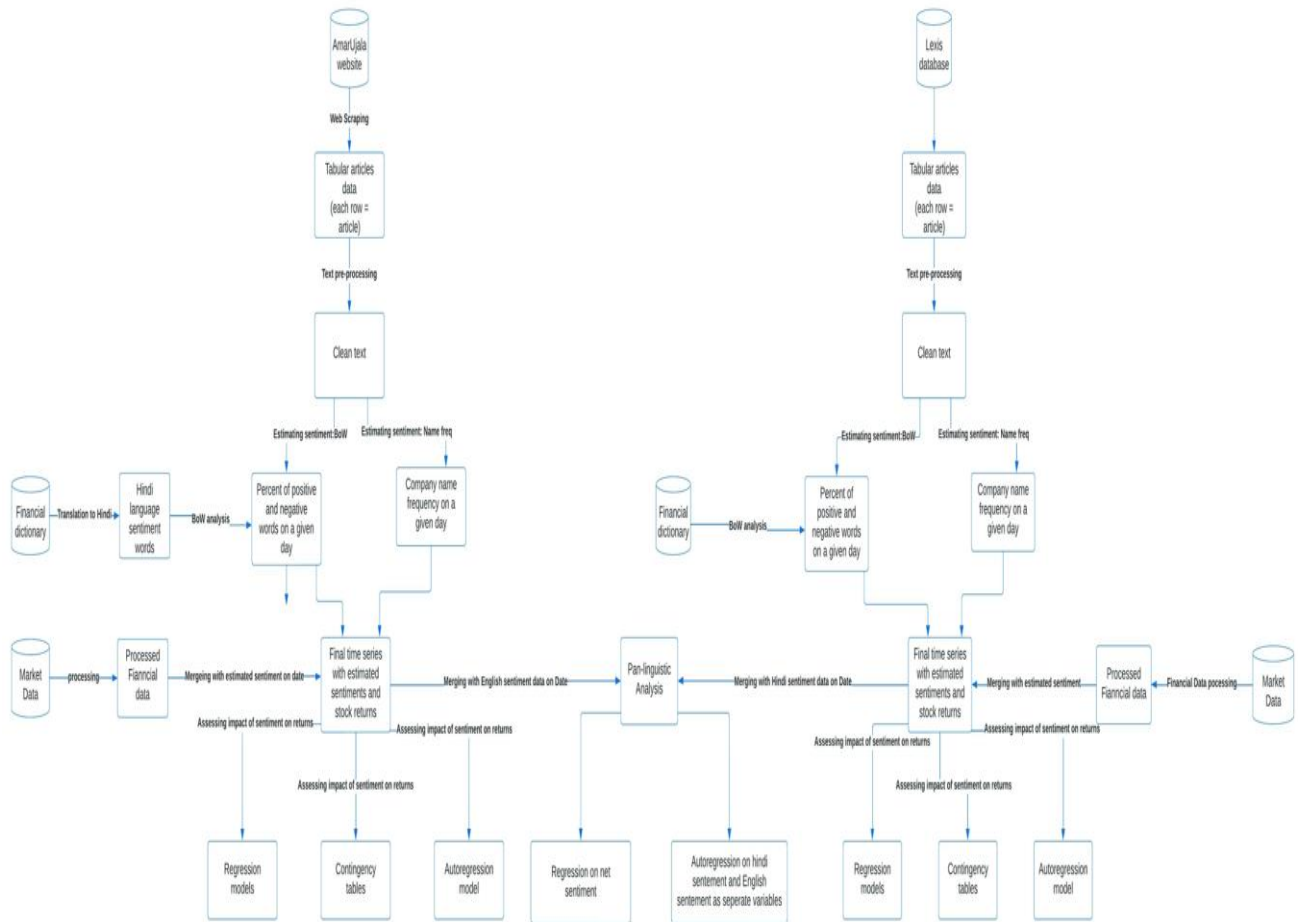 AmarUjala
website
Lexis
database
Web Scraping
Tabular articles
data
(each row =
article)
Tabular articles
data
(each row =
article)
Text pre-processing
Text pre-processing
Clean text
Clean text
Estimating sentiment:BoW
Estimating sentiment: Name freq
Estimating sentiment:BoW
Estimating sentiment: Name freq
Financial
dictionary
Translation to Hindi
Hindi
language
sentiment
words
BoW analysis
Percent of positive
and negative
words on a given
day
Company name
frequency on a
given day
Financial
dictionary
BoW analysis
Percent of
positive and
negative words
on a given day
Company name
frequency on a
given day
Market
Data
processing
Processed
Fianncial
data
Mergeing with estimated sentiment on date
Final time series
with estimated
sentiments and
stock returns
Merging with English sentiment data on Date
Pan-linguistic
Analysis
Merging with Hindi sentiment data on Date
Final time series
with estimated
sentiments and
stock returns
Merging with estimated sentiment
Processed
Fianncial data
Financial Data pocessing
Market
Data
Assessing impact of sentiment on returns
Assessing impact of sentiment on returns
Assessing impact of sentiment on returns
Assessing impact of sentiment on returns
Assessing impact of sentiment on returns
Assessing impact of sentiment on returns
Regression
models
Contingency
tables
Autoregression
model
Regression on net
sentiment
Autoregression on hindi
sentement and English
sentement as seperate variables
Regression
models
Contingency
tables
Autoregression
model